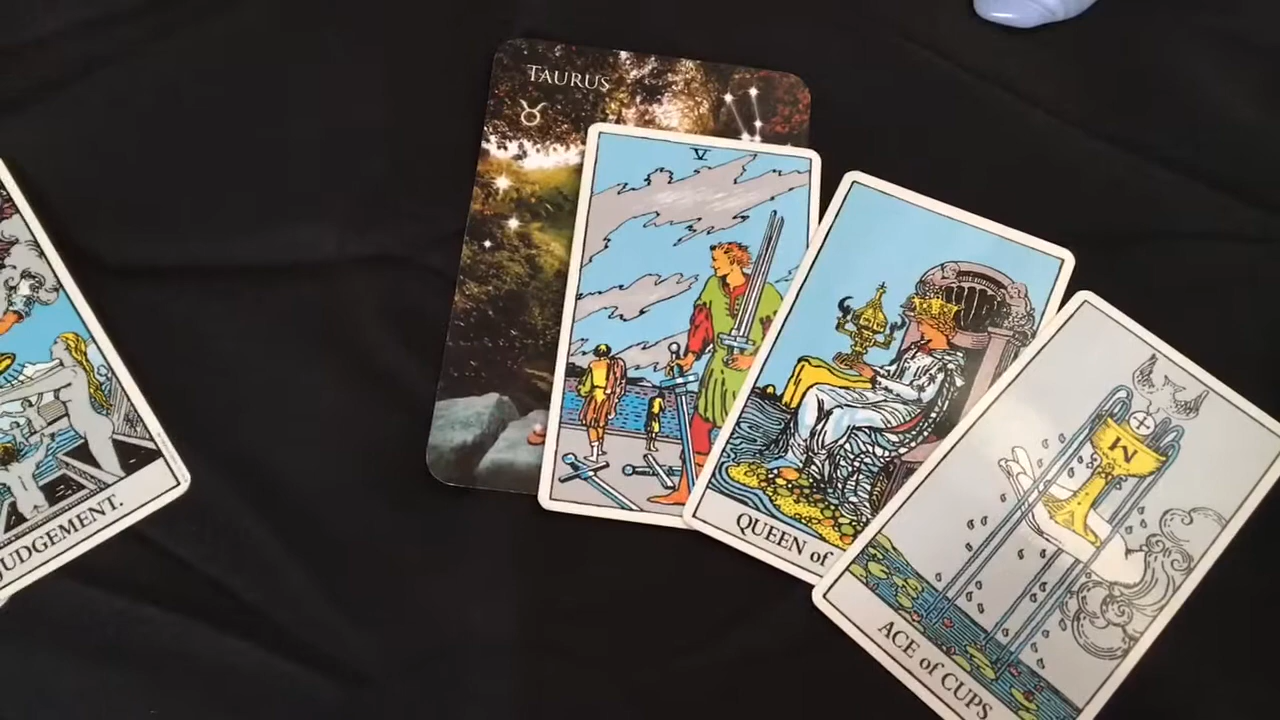 TAURUS
V
QUEEN of
ACE of CUPS
JUDGEMENT.